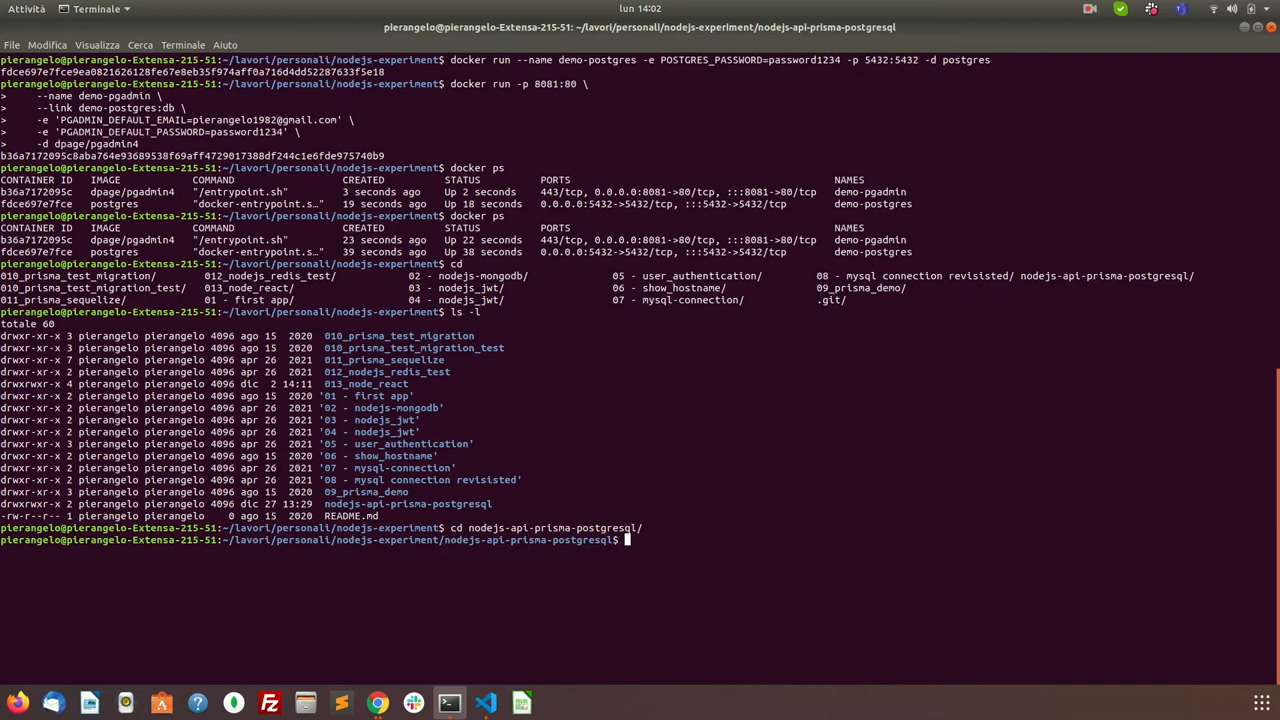 Attività
Terminale
lun 14:02
pierangelo@pierangelo-Extensa-215-51: ~/lavori/personali/nodejs-experiment/nodejs-api-prisma-postgresql
File Modifica Visualizza Cerca Terminale Aiuto
pierangelo@pierangelo-Extensa-215-51:~/lavori/personali/nodejs-experiment$ docker run --name demo-postgres -e POSTGRES_PASSWORD=password1234 -p 5432:5432 -d postgres
fdce697e7fce9ea0821626128fe67e8eb35f974aff0a716d4dd52287633f5e18
pierangelo@pierangelo-Extensa-215-51:~/lavori/personali/nodejs-experiment$ docker run -p 8081:80 \
> --name demo-pgadmin \
> --link demo-postgres:db \
> -e 'PGADMIN_DEFAULT_EMAIL=pierangelo1982@gmail.com' \
> -e 'PGADMIN_DEFAULT_PASSWORD=password1234' \
> -d dpage/pgadmin4
b36a7172095c8aba764e93689538f69aff4729017388df244c1e6fde975740b9
pierangelo@pierangelo-Extensa-215-51:~/lavori/personali/nodejs-experiment$ docker ps
CONTAINER ID IMAGE COMMAND CREATED STATUS PORTS NAMES
b36a7172095c dpage/pgadmin4 "/entrypoint.sh" 3 seconds ago Up 2 seconds 443/tcp, 0.0.0.0:8081->80/tcp, :::8081->80/tcp demo-pgadmin
fdce697e7fce postgres "docker-entrypoint.s…" 19 seconds ago Up 18 seconds 0.0.0.0:5432->5432/tcp, :::5432->5432/tcp demo-postgres
pierangelo@pierangelo-Extensa-215-51:~/lavori/personali/nodejs-experiment$ docker ps
CONTAINER ID IMAGE COMMAND CREATED STATUS PORTS NAMES
b36a7172095c dpage/pgadmin4 "/entrypoint.sh" 23 seconds ago Up 22 seconds 443/tcp, 0.0.0.0:8081->80/tcp, :::8081->80/tcp demo-pgadmin
fdce697e7fce postgres "docker-entrypoint.s…" 39 seconds ago Up 38 seconds 0.0.0.0:5432->5432/tcp, :::5432->5432/tcp demo-postgres
pierangelo@pierangelo-Extensa-215-51:~/lavori/personali/nodejs-experiment$ cd
010_prisma_test_migration/ 012_nodejs_redis_test/ 02 - nodejs-mongodb/ 05 - user_authentication/ 08 - mysql connection revisisted/ nodejs-api-prisma-postgresql/
010_prisma_test_migration_test/ 013_node_react/ 03 - nodejs_jwt/ 06 - show_hostname/ 09_prisma_demo/
011_prisma_sequelize/ 01 - first app/ 04 - nodejs_jwt/ 07 - mysql-connection/ .git/
pierangelo@pierangelo-Extensa-215-51:~/lavori/personali/nodejs-experiment$ ls -l
totale 60
drwxr-xr-x 3 pierangelo pierangelo 4096 ago 15 2020 010_prisma_test_migration
drwxr-xr-x 2 pierangelo pierangelo 4096 ago 15 2020 010_prisma_test_migration_test
drwxr-xr-x 7 pierangelo pierangelo 4096 apr 26 2021 011_prisma_sequelize
drwxr-xr-x 2 pierangelo pierangelo 4096 apr 26 2021 012_nodejs_redis_test
drwxrwxr-x 4 pierangelo pierangelo 4096 dic 2 14:11 013_node_react
drwxr-xr-x 2 pierangelo pierangelo 4096 ago 15 2020 '01 - first app'
drwxr-xr-x 2 pierangelo pierangelo 4096 apr 26 2021 '02 - nodejs-mongodb'
drwxr-xr-x 2 pierangelo pierangelo 4096 apr 26 2021 '03 - nodejs_jwt'
drwxr-xr-x 2 pierangelo pierangelo 4096 apr 26 2021 '04 - nodejs_jwt'
drwxr-xr-x 3 pierangelo pierangelo 4096 apr 26 2021 '05 - user_authentication'
drwxr-xr-x 2 pierangelo pierangelo 4096 ago 15 2020 '06 - show_hostname'
drwxr-xr-x 2 pierangelo pierangelo 4096 apr 26 2021 '07 - mysql-connection'
drwxr-xr-x 2 pierangelo pierangelo 4096 apr 26 2021 '08 - mysql connection revisisted'
drwxr-xr-x 3 pierangelo pierangelo 4096 ago 15 2020 09_prisma_demo
drwxrwxr-x 2 pierangelo pierangelo 4096 dic 27 13:29 nodejs-api-prisma-postgresql
-rw-r--r-- 1 pierangelo pierangelo 0 ago 15 2020 README.md
pierangelo@pierangelo-Extensa-215-51:~/lavori/personali/nodejs-experiment$ cd nodejs-api-prisma-postgresql/
pierangelo@pierangelo-Extensa-215-51:~/lavori/personali/nodejs-experiment/nodejs-api-prisma-postgresql$